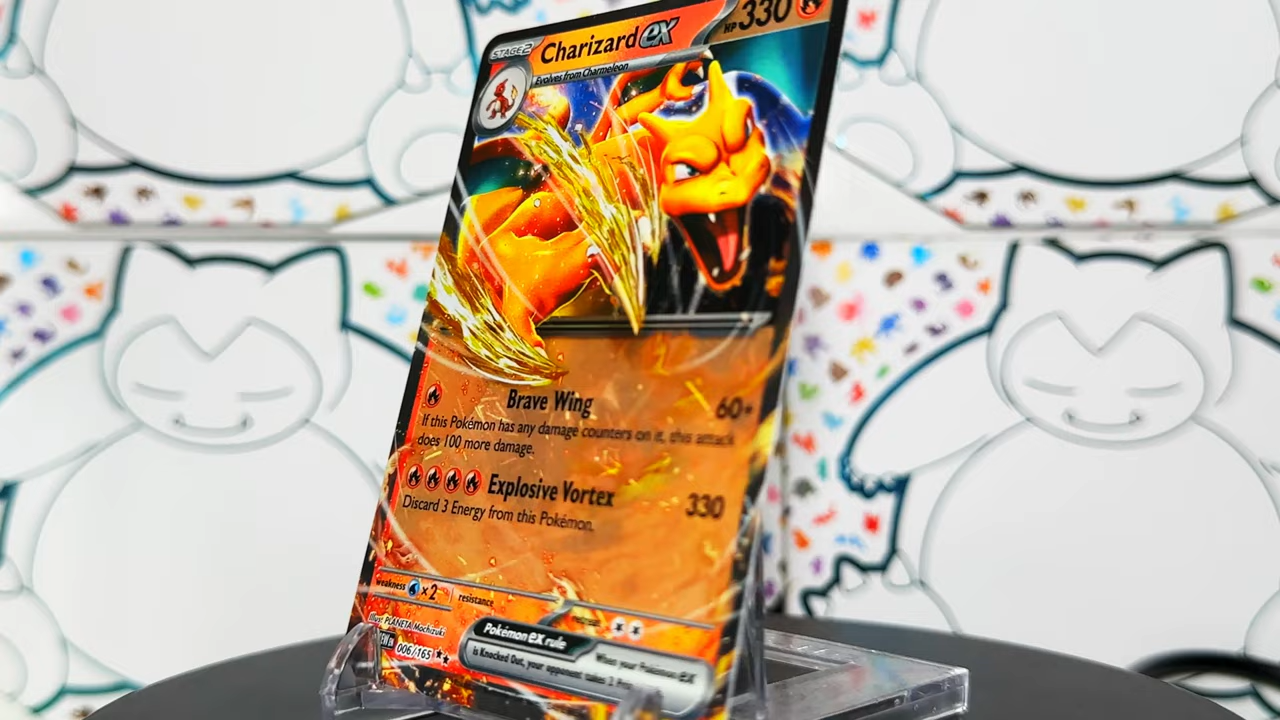 STAGE2 Charizard ex HP 330
Evolves from Charmeleon
Brave Wing 60+
If this Pokémon has any damage counters on it, this attack
does 100 more damage.
Explosive Vortex 330
Discard 3 Energy from this Pokémon.
weakness ×2 resistance
Illus. PLANETA Mochizuki
MEW EN 006/165
Pokémon ex rule When your Pokémon ex
is Knocked Out, your opponent takes 2